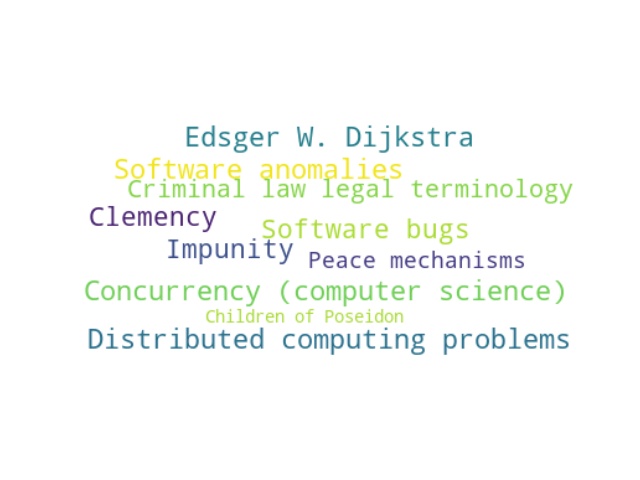 Edsger W. Dijkstra
Software anomalies
Criminal law legal terminology
Clemency
Software bugs
Impunity
Peace mechanisms
Concurrency (computer science)
Children of Poseidon
Distributed computing problems